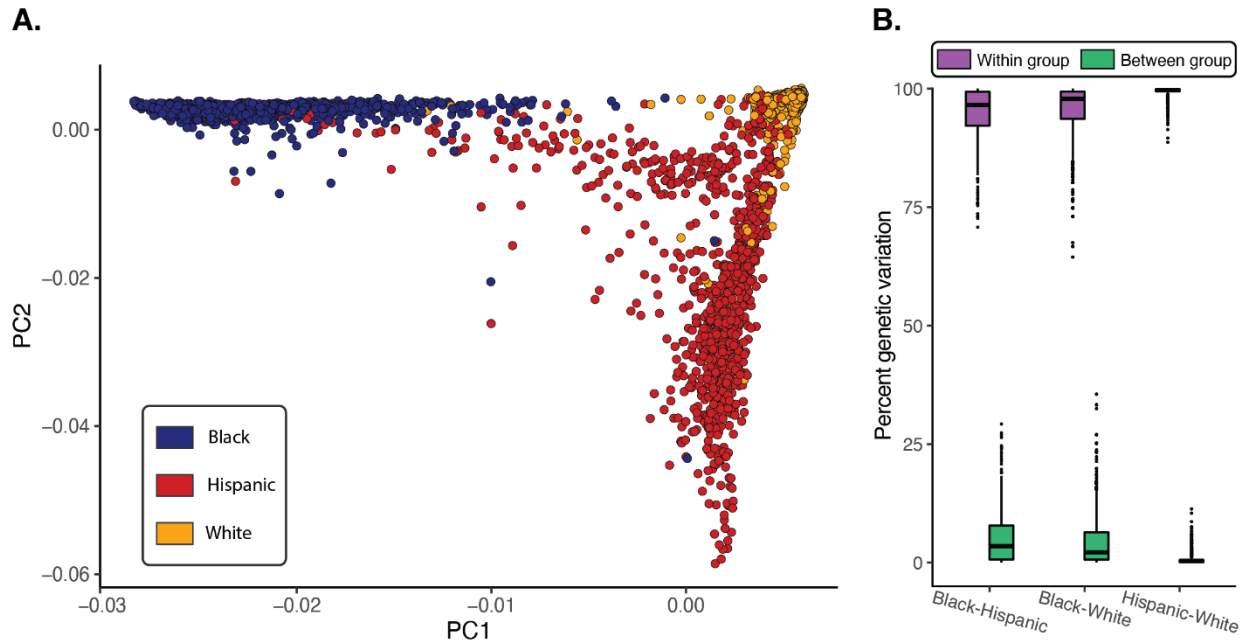 A.
B.
Within group
Between group
0.00
−0.02
−0.04
−0.06
PC2
Black
Hispanic
White
−0.03
−0.02
−0.01
0.00
PC1
100
75
50
25
0
Percent genetic variation
Black-Hispanic
Black-White
Hispanic-White